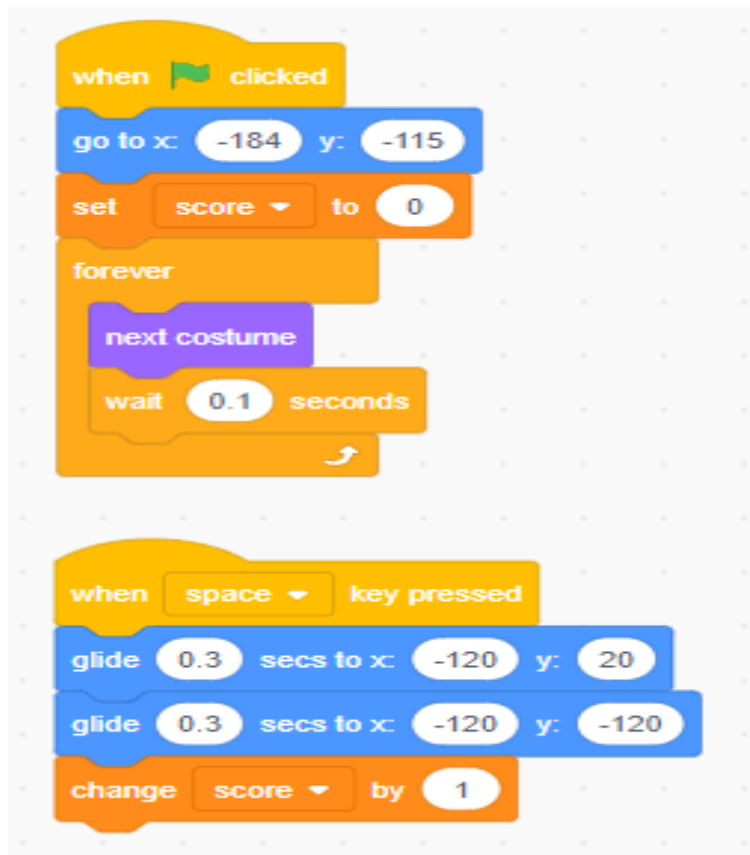 when clicked
go to x: -184 y: -115
set score to 0
forever
next costume
wait 0.1 seconds
when space key pressed
glide 0.3 secs to x: -120 y: 20
glide 0.3 secs to x: -120 y: -120
change score by 1